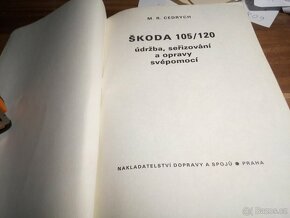 M. R. CEDRYCH
ŠKODA 105/120
údržba, seřizování
a opravy
svépomocí
NAKLADATELSTVÍ DOPRAVY A SPOJŮ ● PRAHA